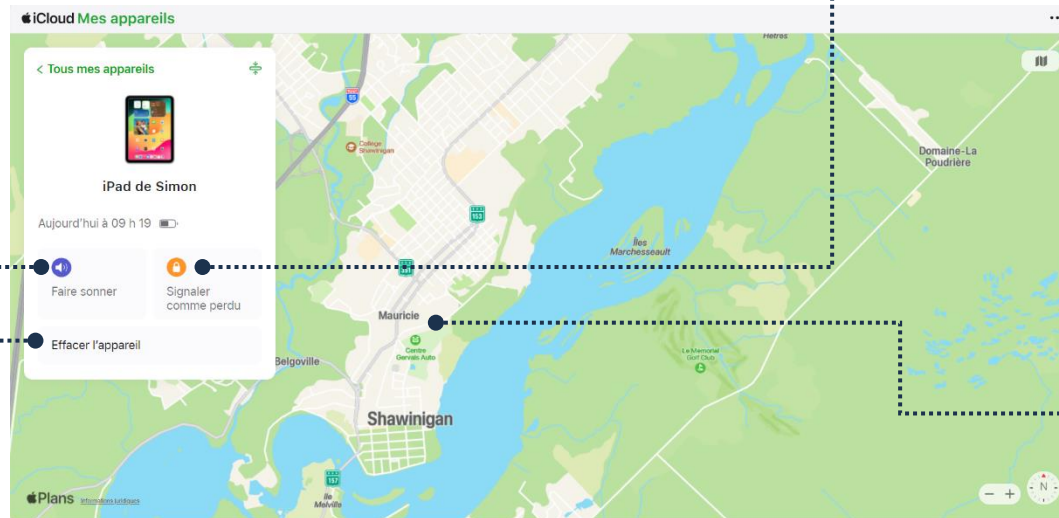 iCloud Mes appareils
< Tous mes appareils
iPad de Simon
Aujourd'hui à 09 h 19
Faire sonner
Signaler
comme perdu
Effacer l'appareil
Hêtres
55
Collège
Shawinigan
153
Domaine-La
Poudrière
Îles
Marchesseault
Mauricie
Centre
Gervais Auto
Le Memorial
Golf Club
Belgoville
Shawinigan
157
Île
Melville
Plans
Informations juridiques
- +
N